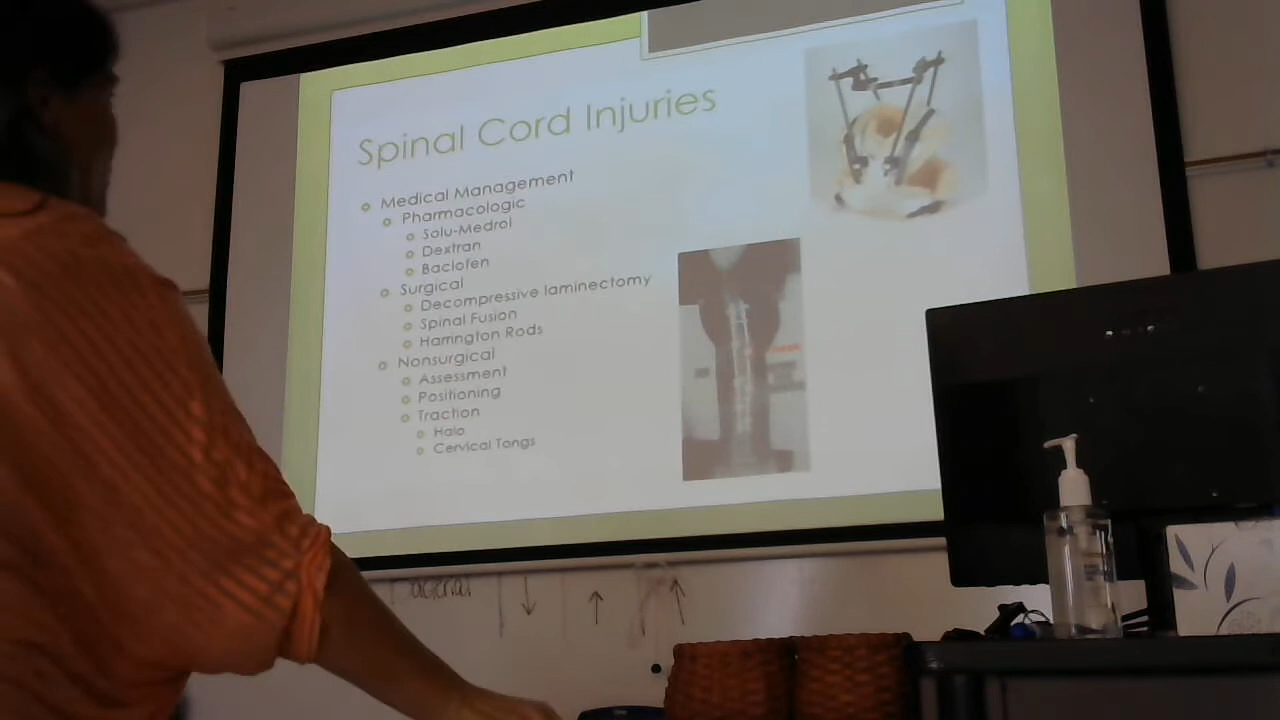 Spinal Cord Injuries
Medical Management
Pharmacologic
Solu-Medrol
Dextran
Baclofen
Surgical
Decompressive laminectomy
Spinal Fusion
Harrington Rods
Nonsurgical
Assessment
Positioning
Traction
Halo
Cervical Tongs